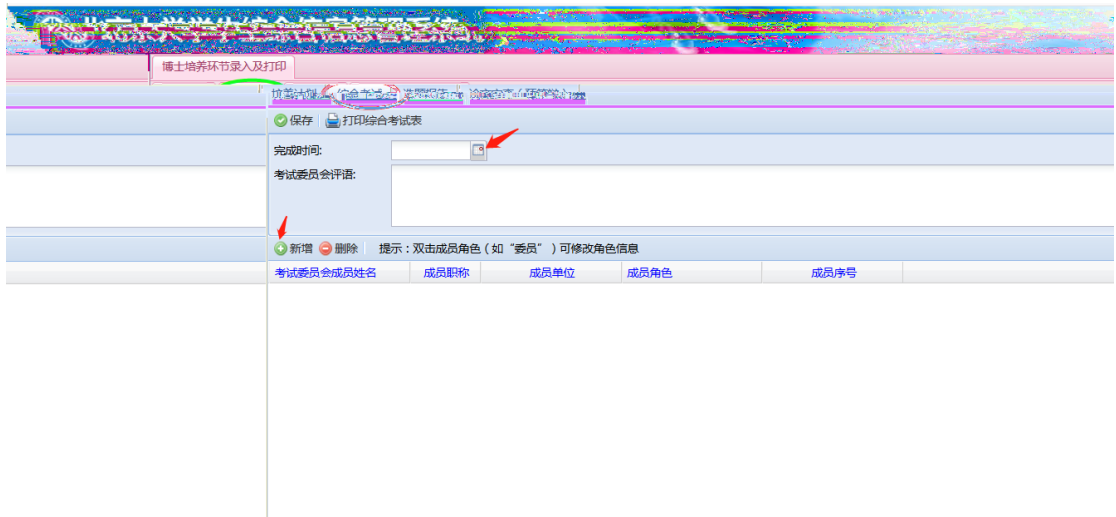 博士培养环节录入及打印
综合考试
保存 打印综合考试表
完成时间:
考试委员会评语:
新增 删除 提示：双击成员角色（如“委员”）可修改角色信息
考试委员会成员姓名 成员职称 成员单位 成员角色 成员序号